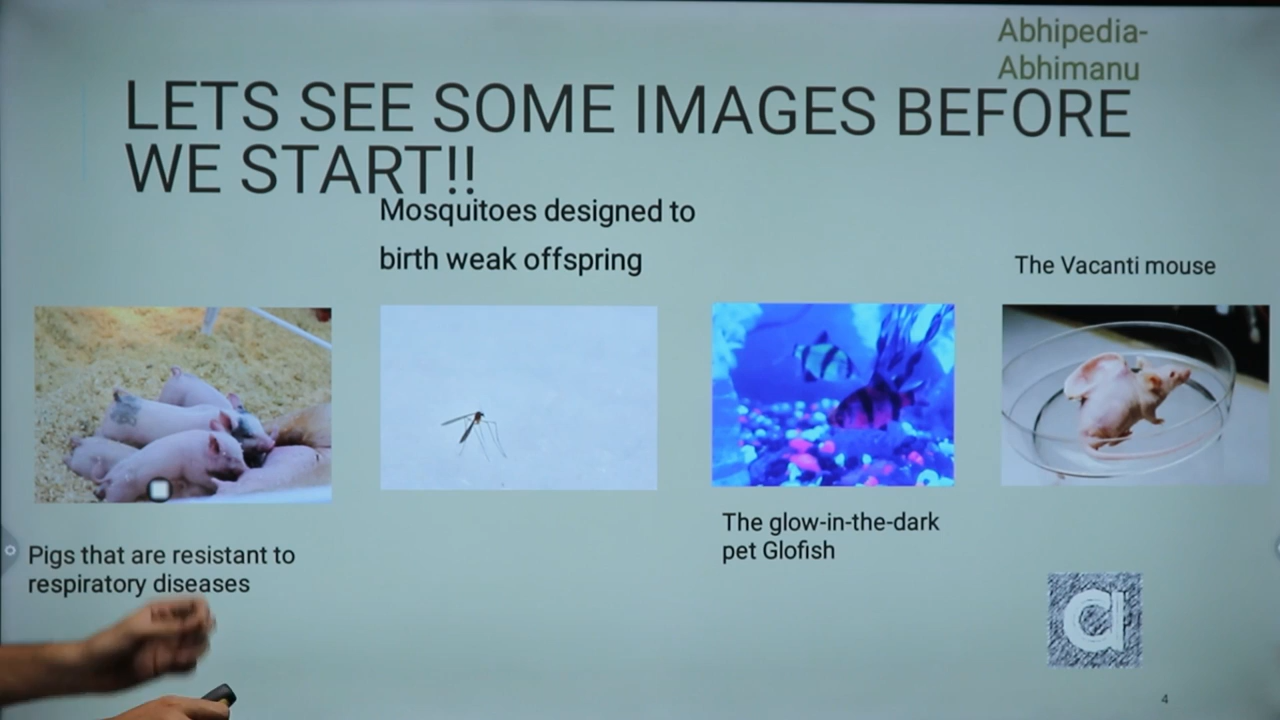 Abhipedia-
Abhimanu
LETS SEE SOME IMAGES BEFORE
WE START!!
Mosquitoes designed to
birth weak offspring
The Vacanti mouse
The glow-in-the-dark
pet Glofish
Pigs that are resistant to
respiratory diseases
a
4